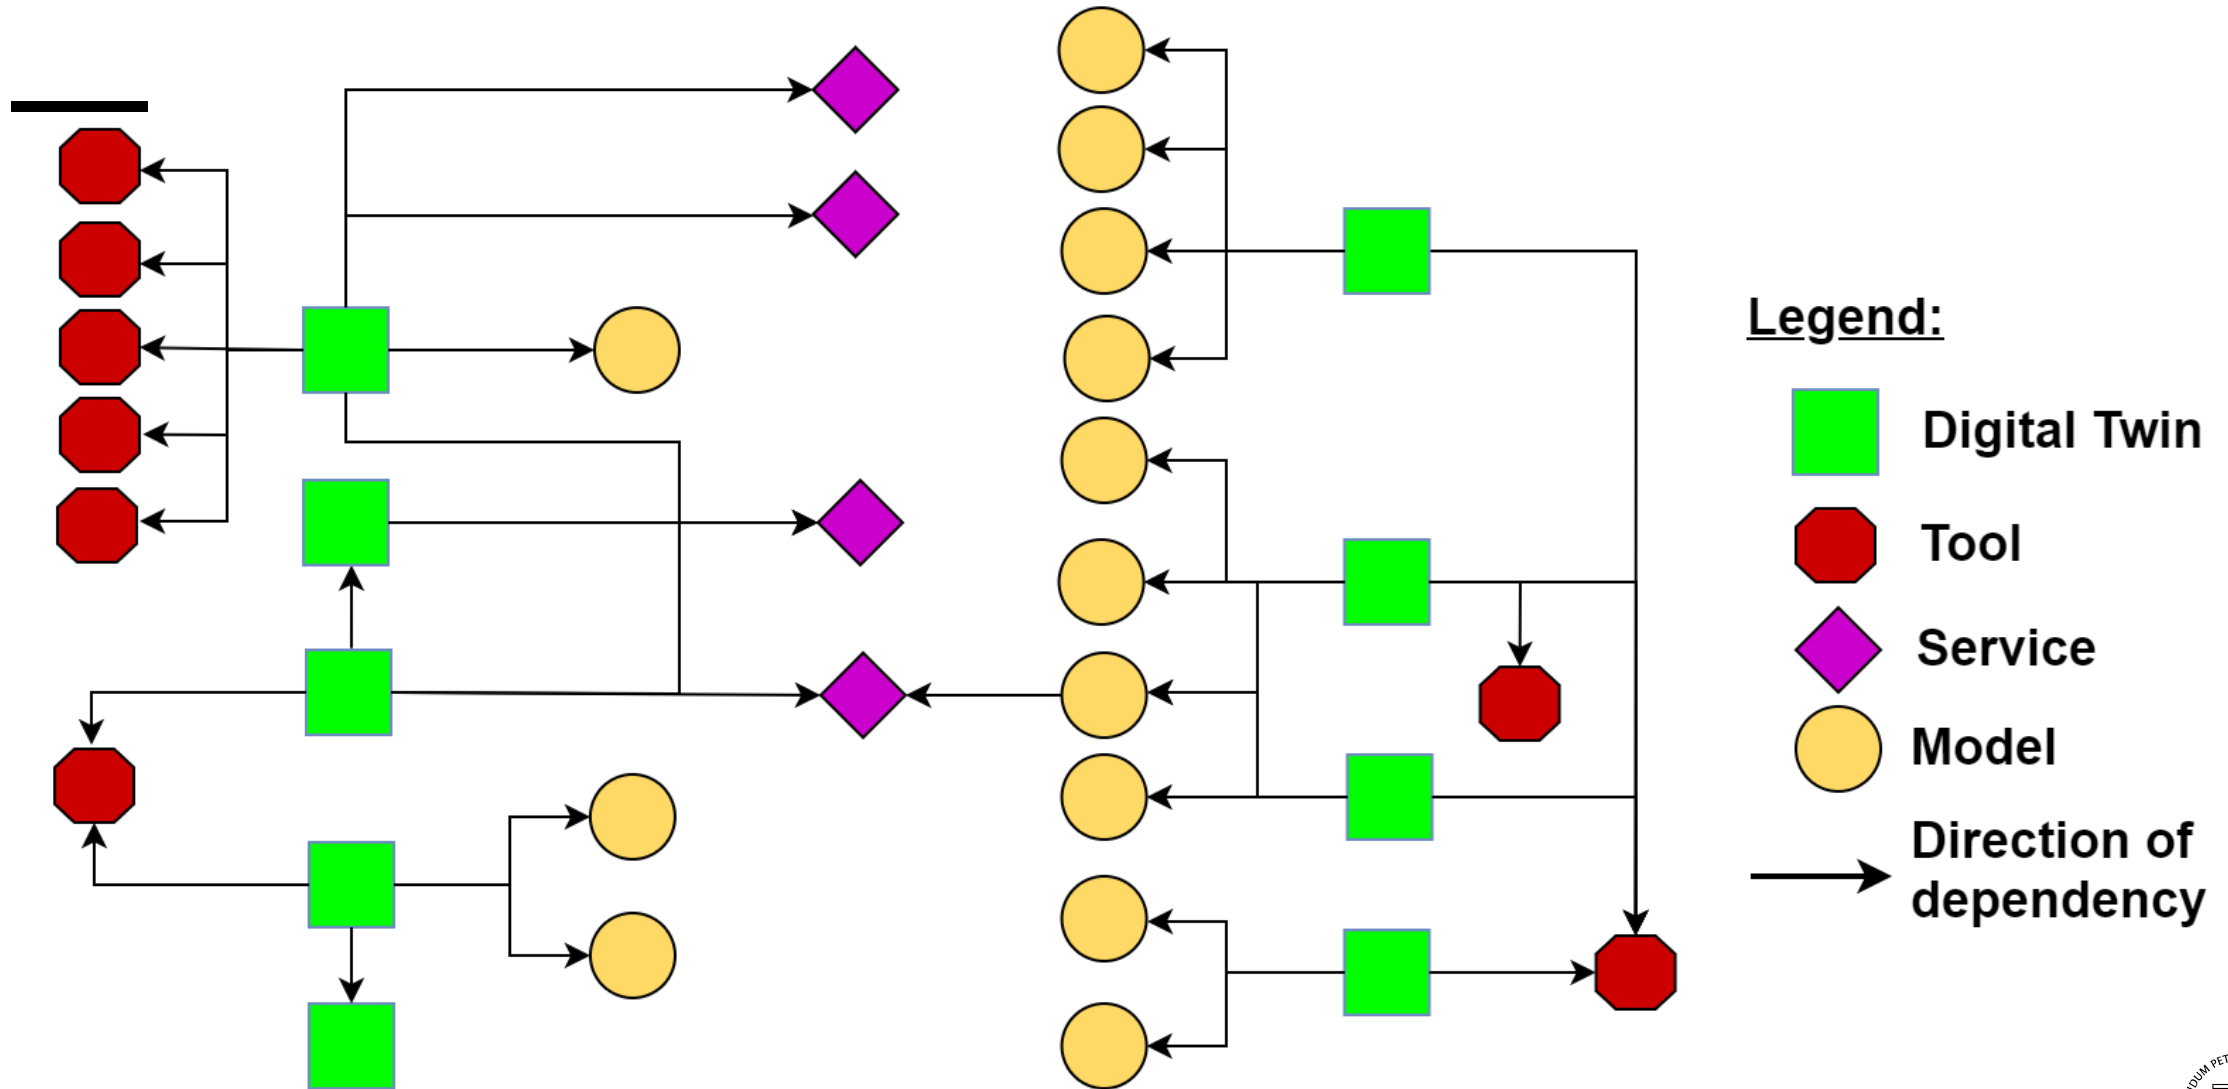 Legend:
Digital Twin
Tool
Service
Model
Direction of
dependency